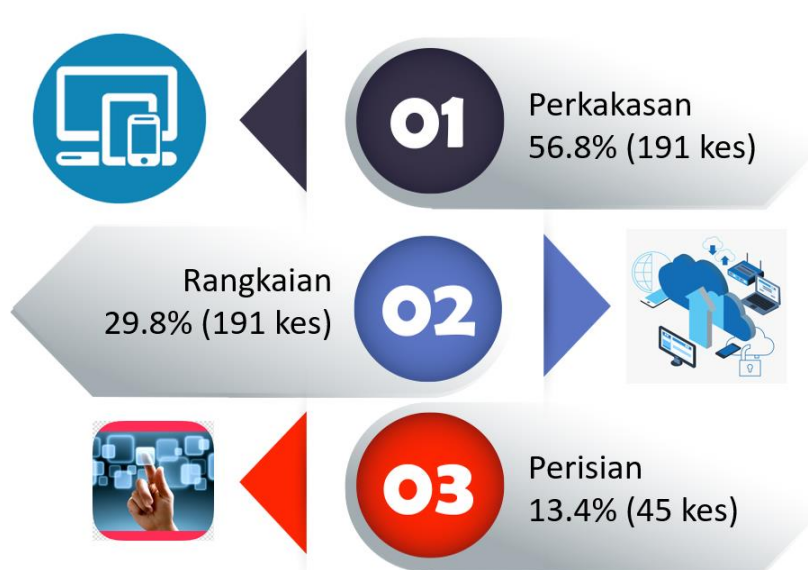 01
Perkakasan
56.8% (191 kes)
Rangkaian
29.8% (191 kes)
02
03
Perisian
13.4% (45 kes)